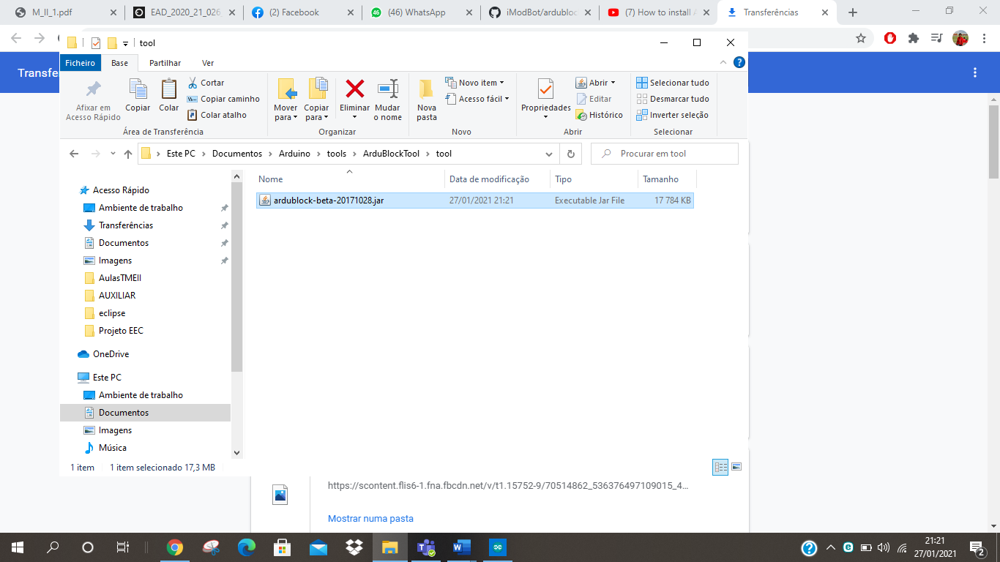 M_II_1.pdf
EAD_2020_21_026
(2) Facebook
(46) WhatsApp
iModBot/ardubloc
(7) How to install A
Transferências
tool
Ficheiro
Base
Partilhar
Ver
Transfe
Afixar em
Acesso Rápido
Copiar
Colar
Cortar
Copiar caminho
Colar atalho
Área de Transferência
Mover
para
Copiar
para
Eliminar
Mudar
o nome
Organizar
Nova
pasta
Novo item
Acesso fácil
Novo
Propriedades
Abrir
Editar
Histórico
Abrir
Selecionar tudo
Desmarcar tudo
Inverter seleção
Selecionar
Este PC > Documentos > Arduino > tools > ArduBlockTool > tool
Procurar em tool
Nome
Data de modificação
Tipo
Tamanho
ardublock-beta-20171028.jar
27/01/2021 21:21
Executable Jar File
17 784 KB
Acesso Rápido
Ambiente de trabalho
Transferências
Documentos
Imagens
AulasTMEII
AUXILIAR
eclipse
Projeto EEC
OneDrive
Este PC
Ambiente de trabalho
Documentos
Imagens
Música
1 item
1 item selecionado 17,3 MB
https://scontent.flis6-1.fna.fbcdn.net/v/t1.15752-9/70514862_536376497109015_4...
Mostrar numa pasta
21:21
27/01/2021
2